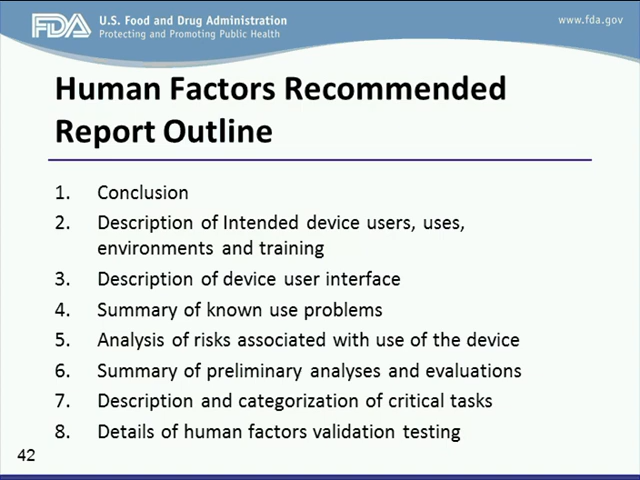 FDA U.S. Food and Drug Administration
Protecting and Promoting Public Health
www.fda.gov
Human Factors Recommended
Report Outline
1. Conclusion
2. Description of Intended device users, uses,
environments and training
3. Description of device user interface
4. Summary of known use problems
5. Analysis of risks associated with use of the device
6. Summary of preliminary analyses and evaluations
7. Description and categorization of critical tasks
8. Details of human factors validation testing
42